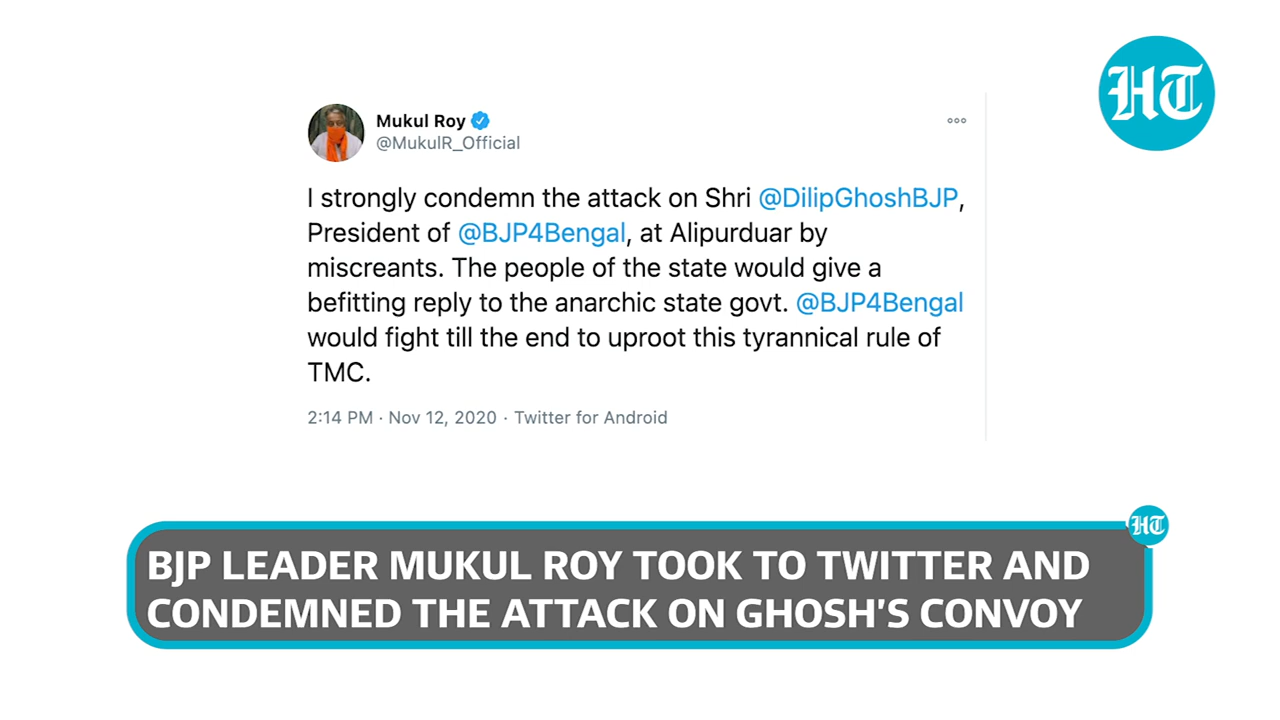 HT
Mukul Roy
@MukulR_Official
I strongly condemn the attack on Shri @DilipGhoshBJP,
President of @BJP4Bengal, at Alipurduar by
miscreants. The people of the state would give a
befitting reply to the anarchic state govt. @BJP4Bengal
would fight till the end to uproot this tyrannical rule of
TMC.
2:14 PM · Nov 12, 2020 · Twitter for Android
HT
BJP LEADER MUKUL ROY TOOK TO TWITTER AND
CONDEMNED THE ATTACK ON GHOSH'S CONVOY